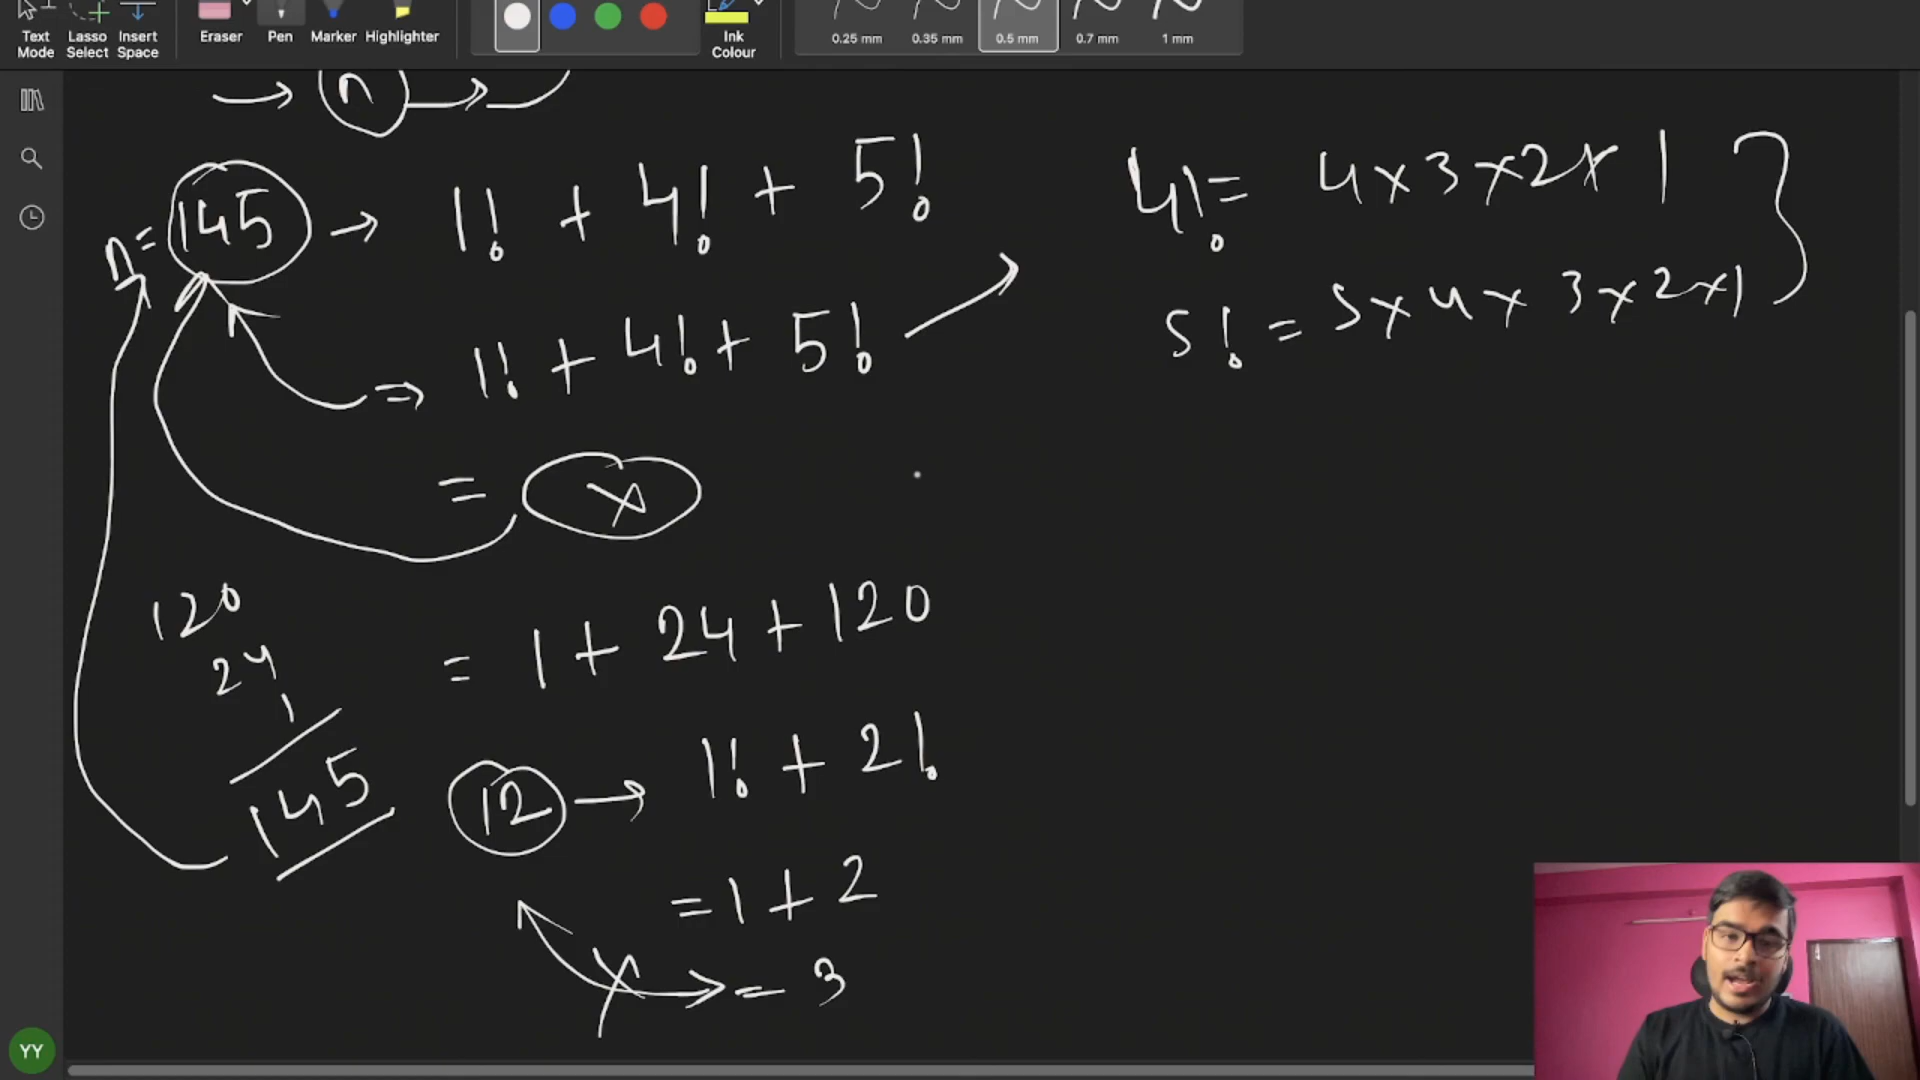 Text Mode
Lasso Select
Insert Space
Eraser
Pen
Marker
Highlighter
Ink Colour
0.25 mm
0.35 mm
0.5 mm
0.7 mm
1 mm
n
n = 145 → 1! + 4! + 5!
4! = 4 x 3 x 2 x 1
5! = 5 x 4 x 3 x 2 x 1
⇒ 1! + 4! + 5!
= x
120
24
1
145
= 1 + 24 + 120
12 → 1! + 2!
= 1 + 2
= 3
YY